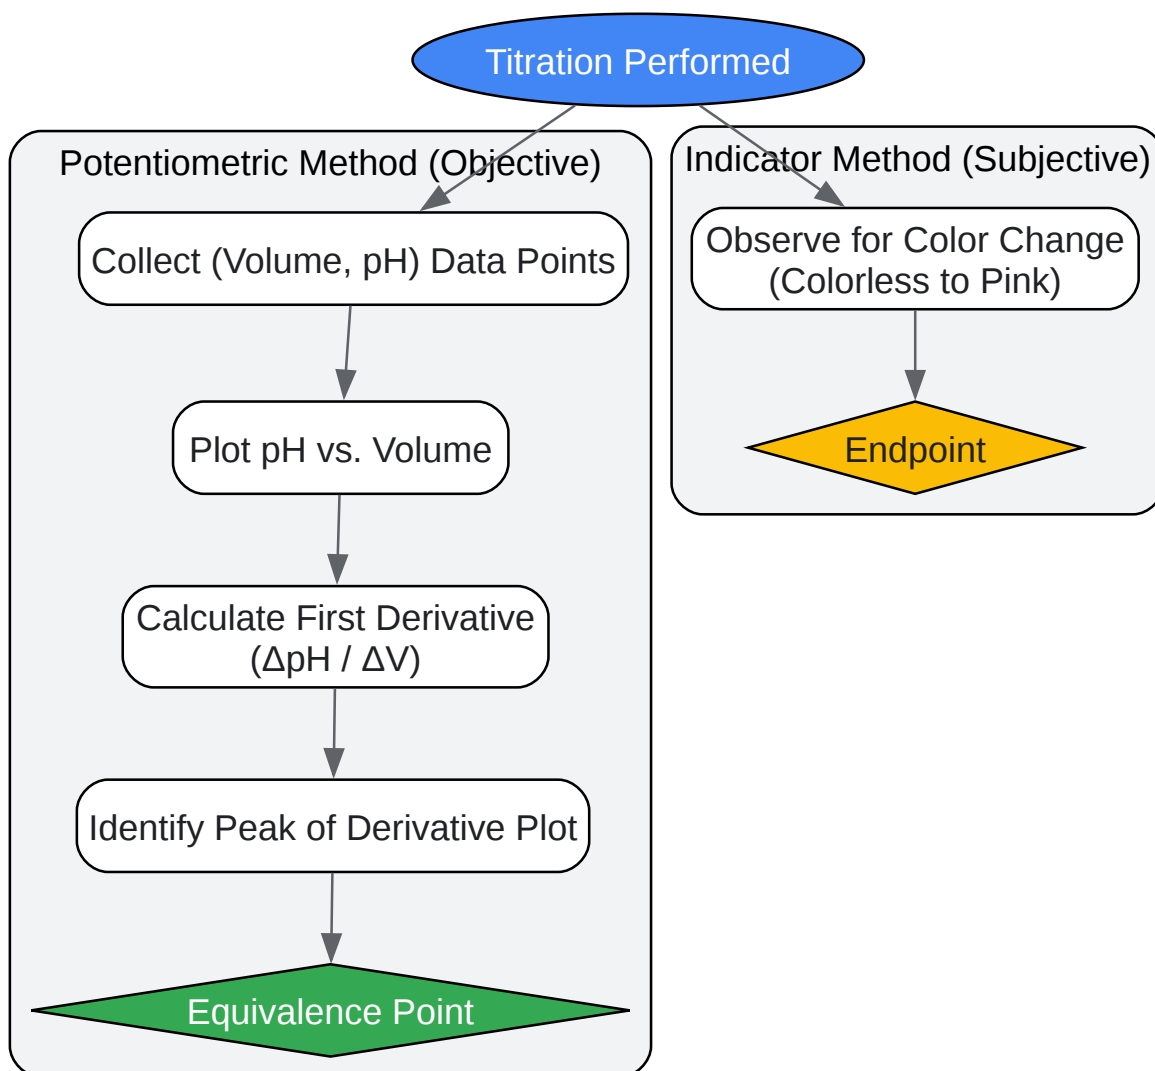 Titration Performed
Potentiometric Method (Objective)
Collect (Volume, pH) Data Points
Plot pH vs. Volume
Calculate First Derivative
(ΔpH / ΔV)
Identify Peak of Derivative Plot
Equivalence Point
Indicator Method (Subjective)
Observe for Color Change
(Colorless to Pink)
Endpoint